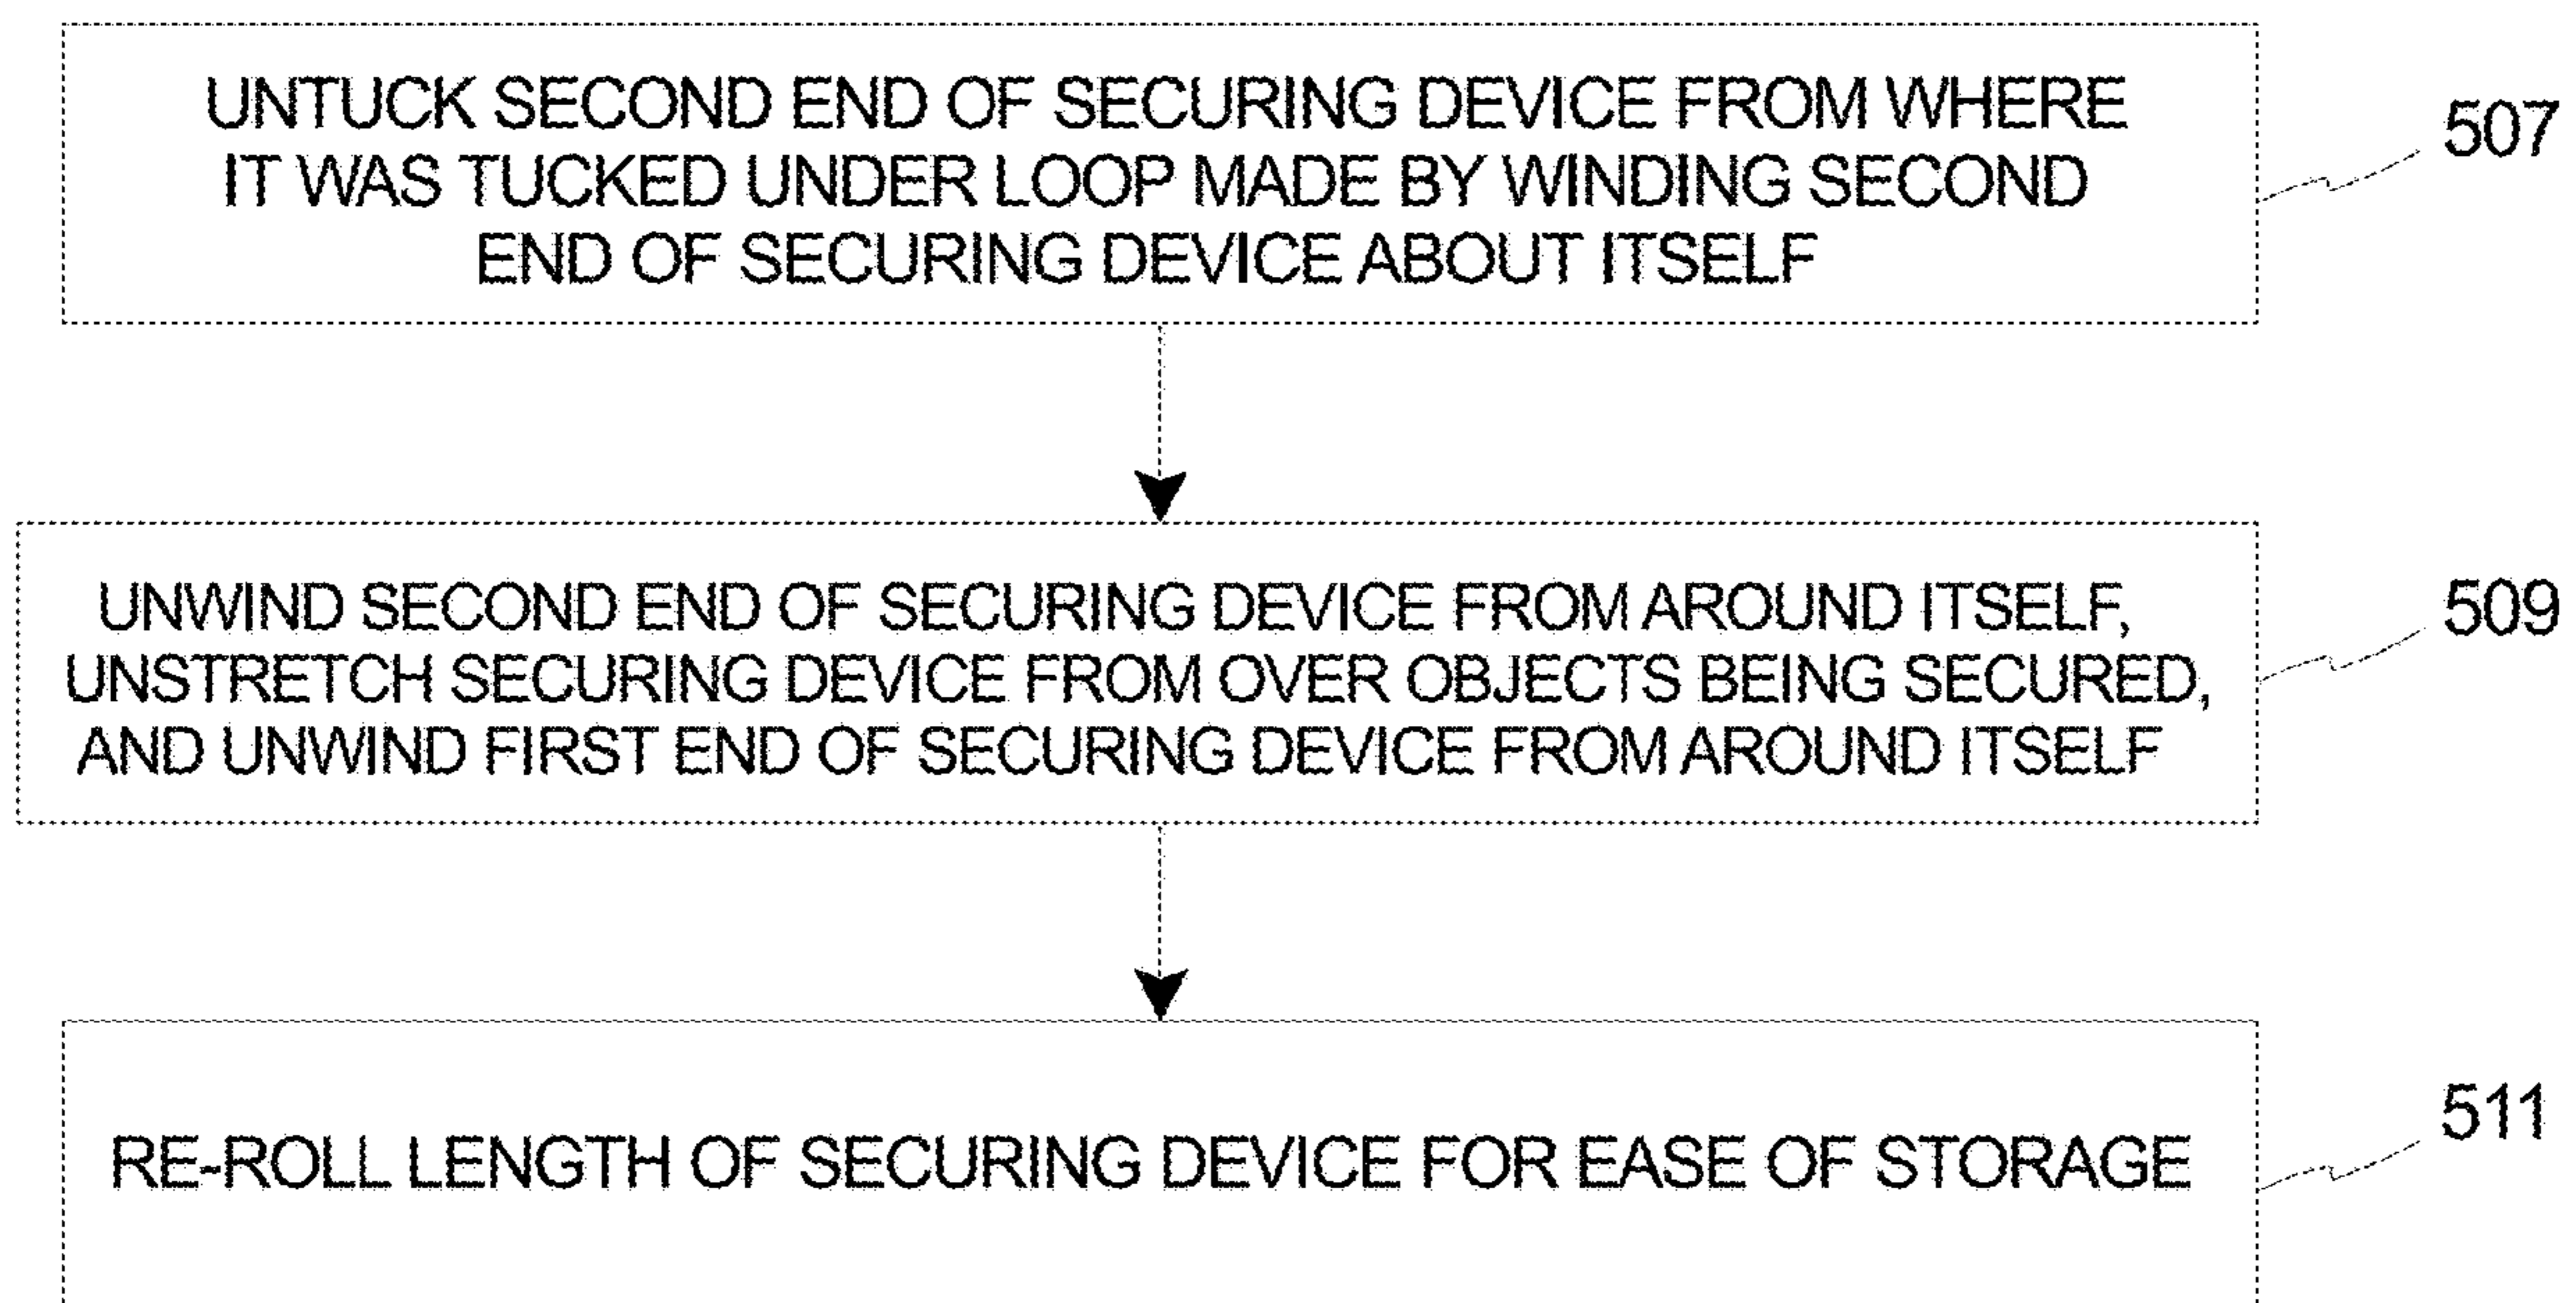 UNTUCK SECOND END OF SECURING DEVICE FROM WHERE
IT WAS TUCKED UNDER LOOP MADE BY WINDING SECOND
END OF SECURING DEVICE ABOUT ITSELF
507
UNWIND SECOND END OF SECURING DEVICE FROM AROUND ITSELF,
UNSTRETCH SECURING DEVICE FROM OVER OBJECTS BEING SECURED,
AND UNWIND FIRST END OF SECURING DEVICE FROM AROUND ITSELF
509
RE-ROLL LENGTH OF SECURING DEVICE FOR EASE OF STORAGE
511